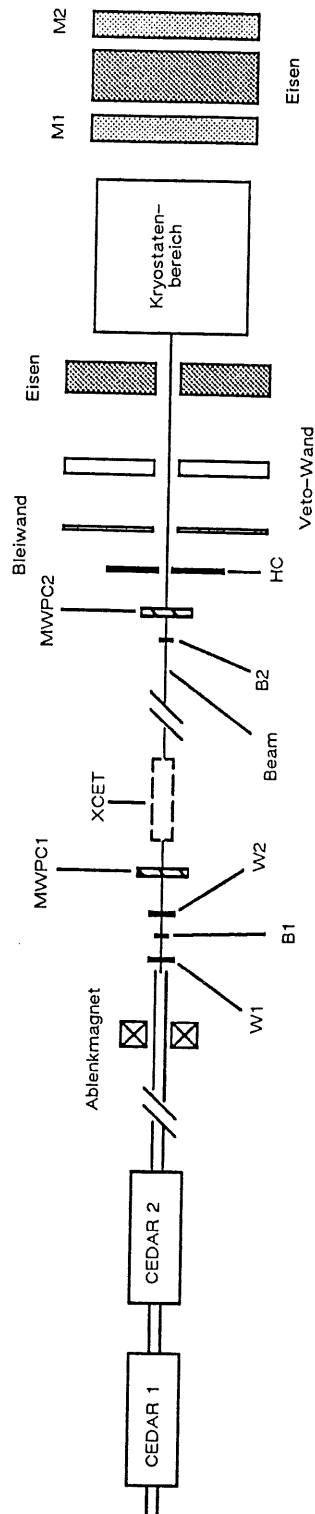 CEDAR 1
CEDAR 2
Ablenkmagnet
W1
B1
W2
MWPC1
XCET
Beam
B2
MWPC2
HC
Bleiwand
Veto-Wand
Eisen
Kryostaten-
bereich
M1
Eisen
M2